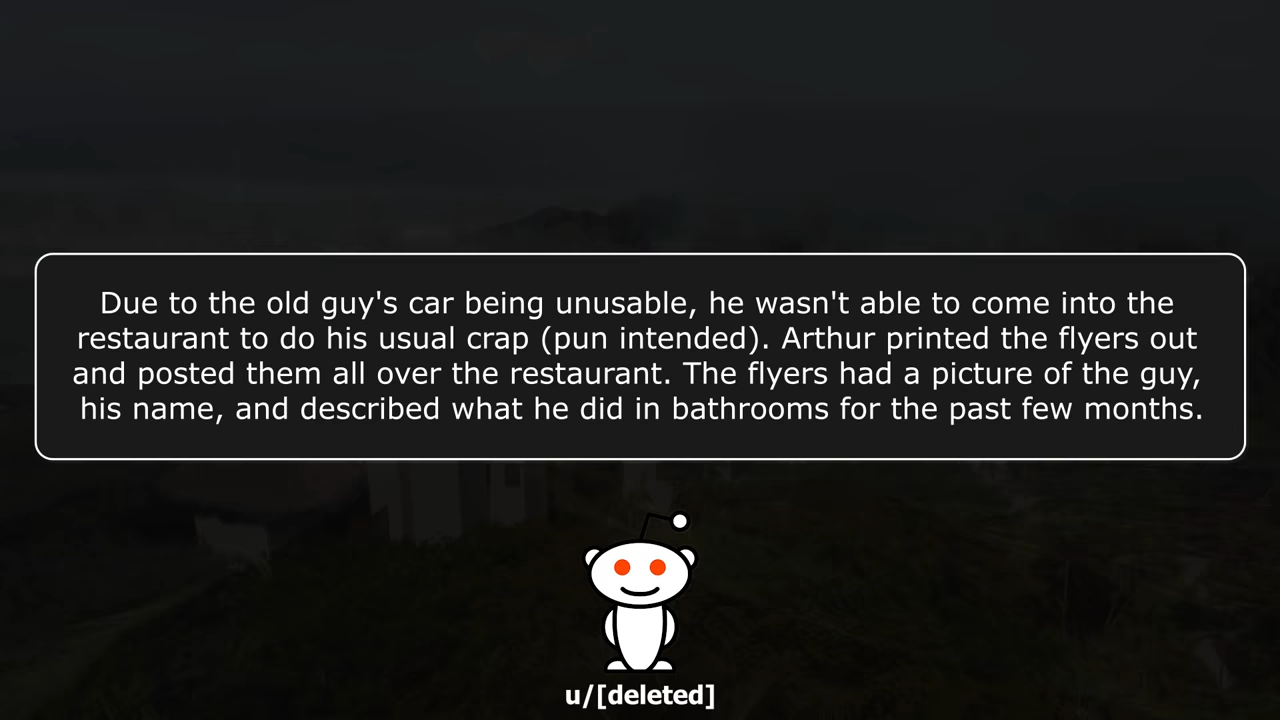 Due to the old guy's car being unusable, he wasn't able to come into the
restaurant to do his usual crap (pun intended). Arthur printed the flyers out
and posted them all over the restaurant. The flyers had a picture of the guy,
his name, and described what he did in bathrooms for the past few months.
u/[deleted]